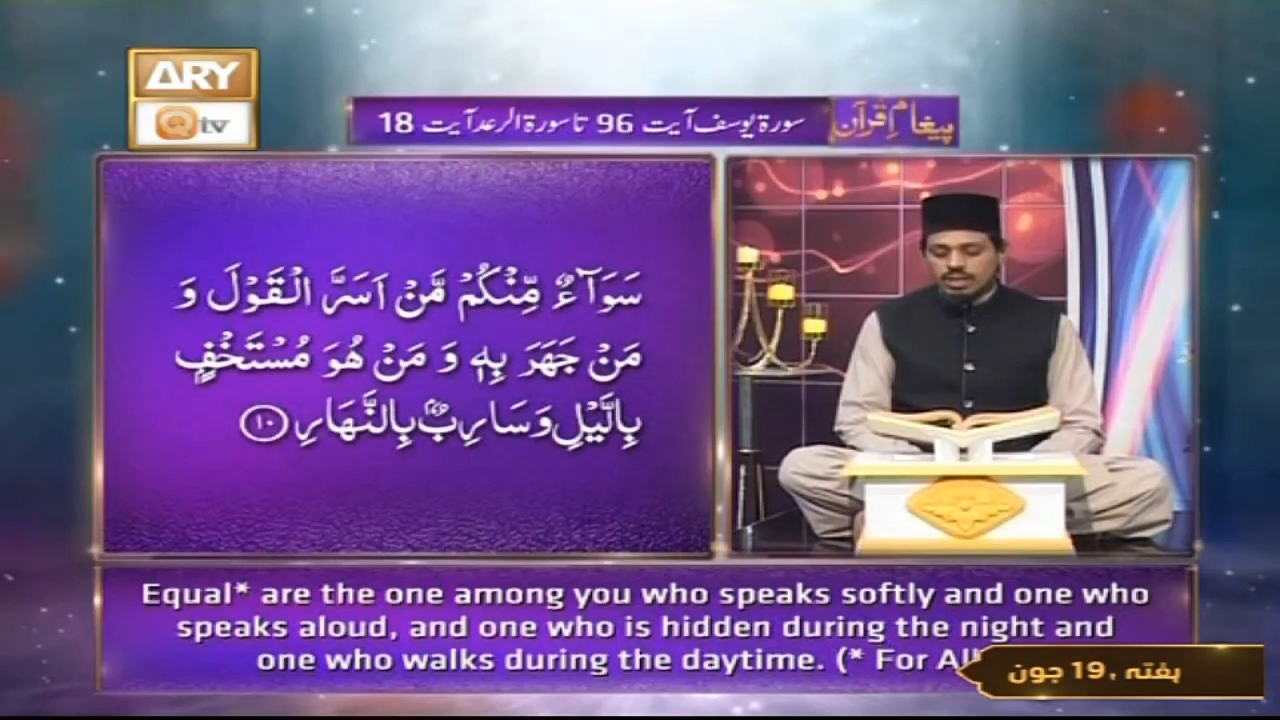 ARY
Qtv
پیغامِ قرآن
سورۃ یوسف آیت 96 تا سورۃ الرعد آیت 18
سَوَآءٌ مِّنۡکُمۡ مَّنۡ اَسَرَّ الۡقَوۡلَ وَ
مَنۡ جَهَرَ بِهٖ وَ مَنۡ هُوَ مُسۡتَخۡفٍۭ
بِالَّیۡلِ وَ سَارِبٌۢ بِالنَّهَارِ ﴿۱۰﴾
Equal* are the one among you who speaks softly and one who
speaks aloud, and one who is hidden during the night and
one who walks during the daytime. (* For Al
ہفتہ ، 19 جون